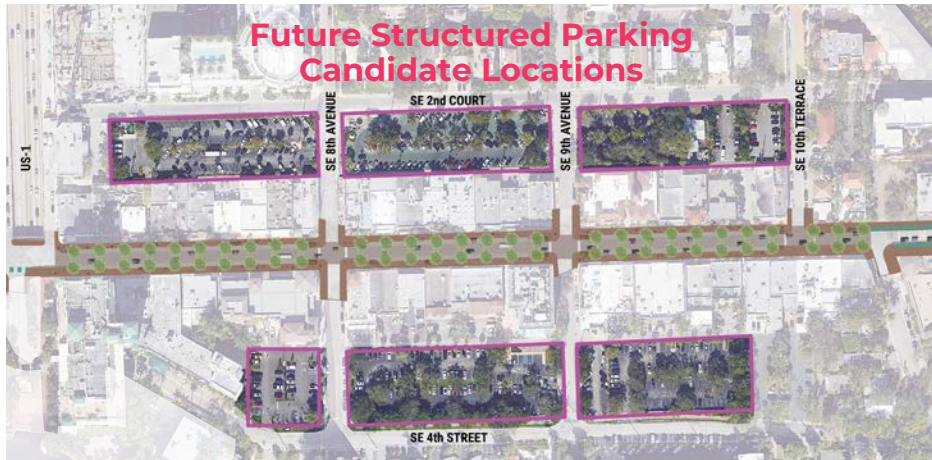 Future Structured Parking
Candidate Locations
SE 2nd COURT
US-1
SE 8th AVENUE
SE 9th AVENUE
SE 10th TERRACE
SE 4th STREET